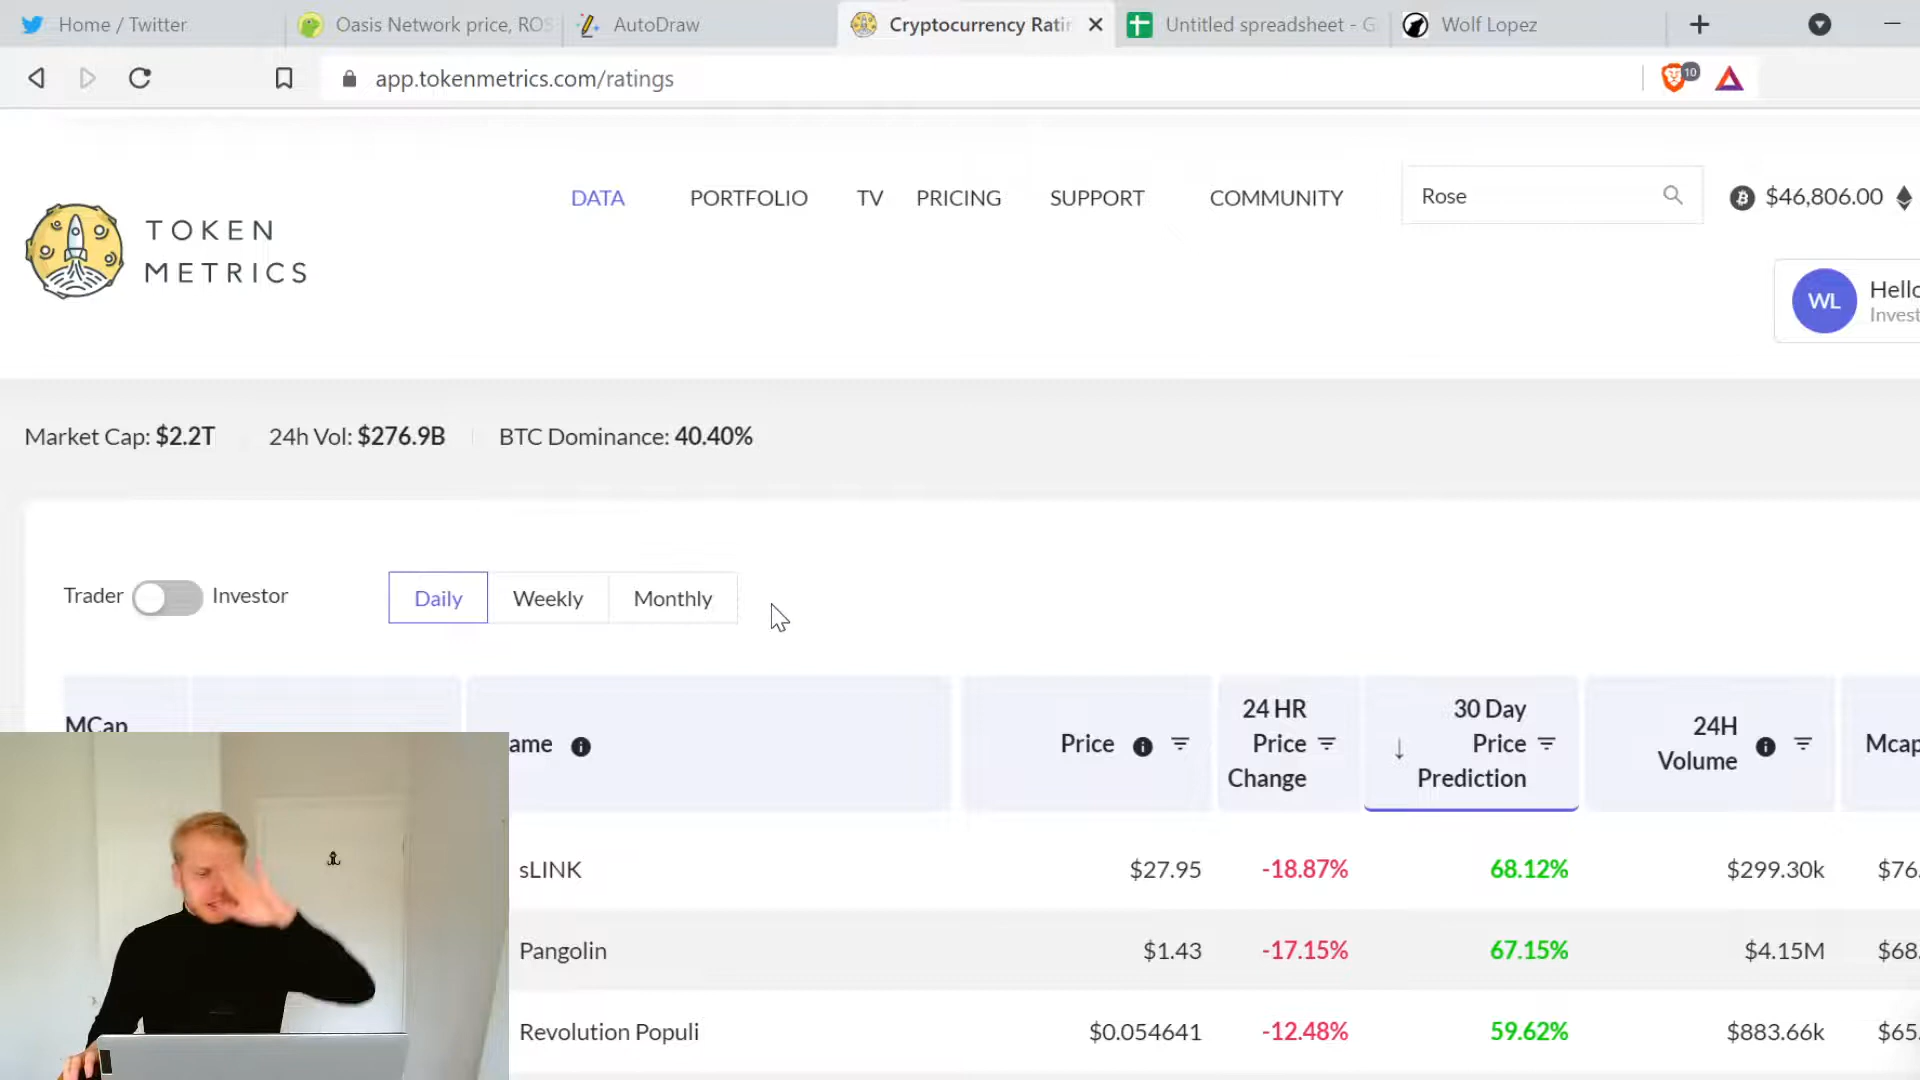 Home / Twitter
Oasis Network price, ROS
AutoDraw
Cryptocurrency Rati
Untitled spreadsheet - G
Wolf Lopez
app.tokenmetrics.com/ratings
10
TOKEN
METRICS
DATA
PORTFOLIO
TV
PRICING
SUPPORT
COMMUNITY
Rose
$46,806.00
WL
Hello
Invest
Market Cap: $2.2T
24h Vol: $276.9B
BTC Dominance: 40.40%
Trader
Investor
Daily
Weekly
Monthly
MCap
ame
Price
24 HR
Price
Change
30 Day
Price
Prediction
24H
Volume
Mcap
sLINK $27.95 -18.87% 68.12% $299.30k $76.
Pangolin $1.43 -17.15% 67.15% $4.15M $68.
Revolution Populi $0.054641 -12.48% 59.62% $883.66k $65.